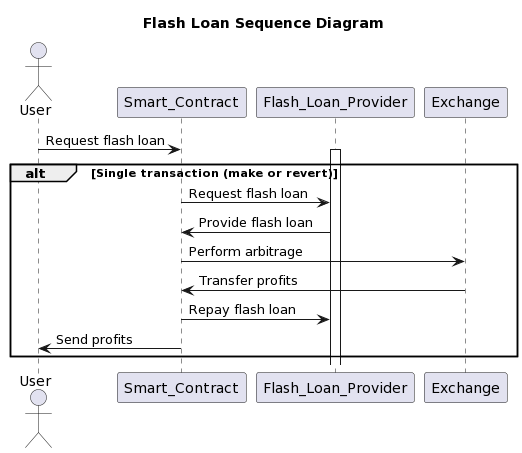 Flash Loan Sequence Diagram
User
Smart_Contract
Flash_Loan_Provider
Exchange
Request flash loan
alt
[Single transaction (make or revert)]
Request flash loan
Provide flash loan
Perform arbitrage
Transfer profits
Repay flash loan
Send profits
User
Smart_Contract
Flash_Loan_Provider
Exchange